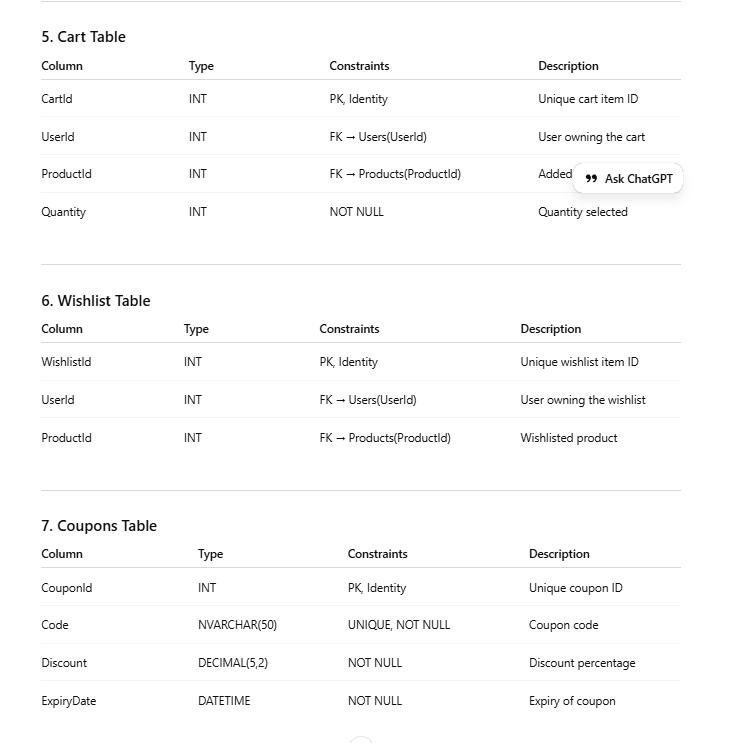 5. Cart Table
Column Type Constraints Description
CartId INT PK, Identity Unique cart item ID
UserId INT FK → Users(UserId) User owning the cart
ProductId INT FK → Products(ProductId) Added
Ask ChatGPT
Quantity INT NOT NULL Quantity selected
6. Wishlist Table
Column Type Constraints Description
WishlistId INT PK, Identity Unique wishlist item ID
UserId INT FK → Users(UserId) User owning the wishlist
ProductId INT FK → Products(ProductId) Wishlisted product
7. Coupons Table
Column Type Constraints Description
CouponId INT PK, Identity Unique coupon ID
Code NVARCHAR(50) UNIQUE, NOT NULL Coupon code
Discount DECIMAL(5,2) NOT NULL Discount percentage
ExpiryDate DATETIME NOT NULL Expiry of coupon